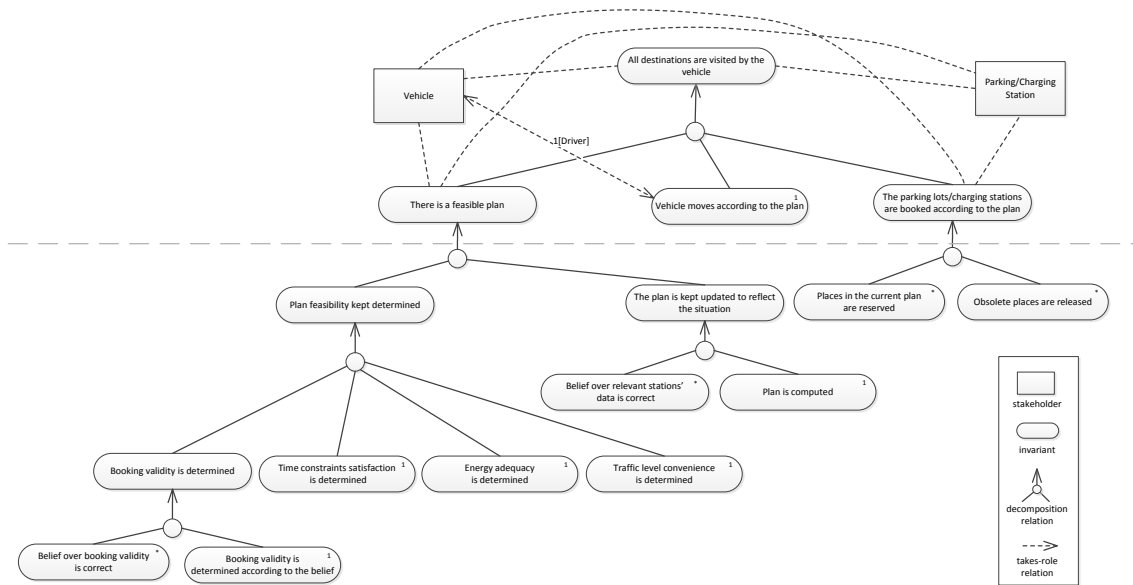 All destinations are visited by the
vehicle
Vehicle
Parking/Charging
Station
1[Driver]
There is a feasible plan
Vehicle moves according to the plan 1
The parking lots/charging stations
are booked according to the plan
Plan feasibility kept determined
The plan is kept updated to reflect
the situation
Places in the current plan *
are reserved
Obsolete places are released *
Belief over relevant stations' *
data is correct
Plan is computed 1
Booking validity is determined
Time constraints satisfaction 1
is determined
Energy adequacy 1
is determined
Traffic level convenience 1
is determined
Belief over booking validity *
is correct
Booking validity is 1
determined according to the belief
stakeholder
invariant
decomposition
relation
takes-role
relation